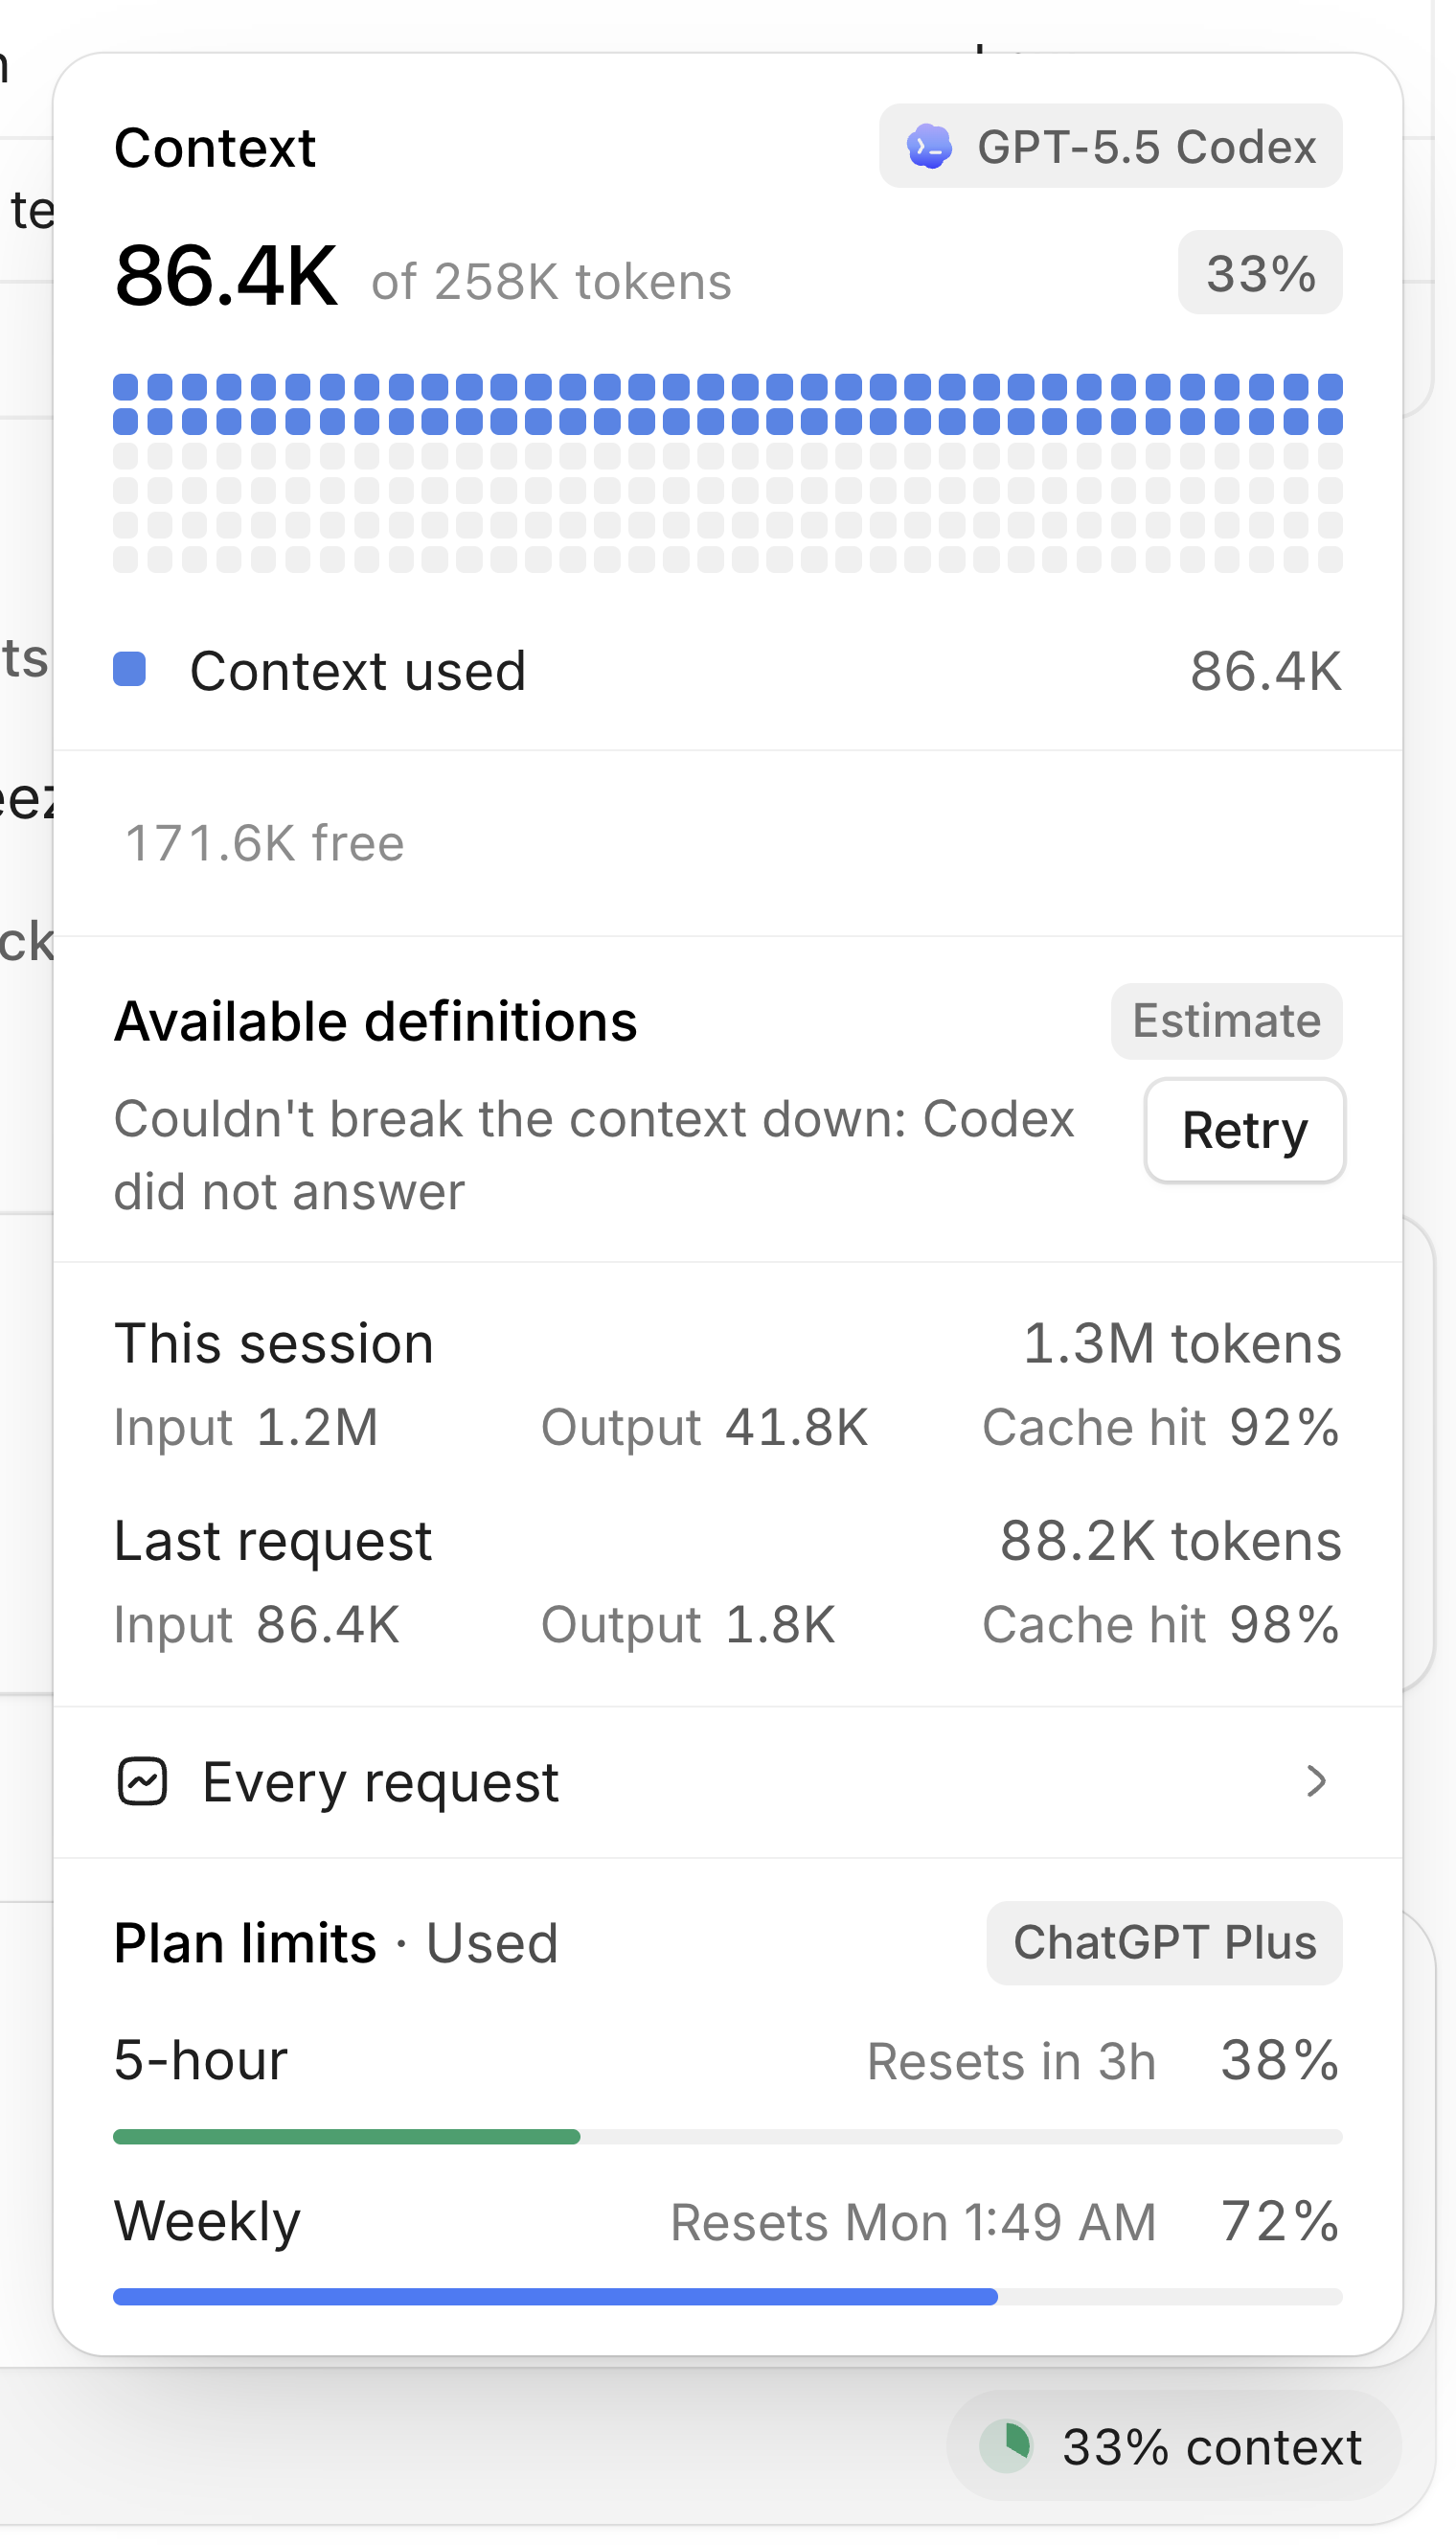 Context
GPT-5.5 Codex
86.4K of 258K tokens
33%
Context used
86.4K
171.6K free
Available definitions
Estimate
Couldn't break the context down: Codex
did not answer
Retry
This session
1.3M tokens
Input 1.2M
Output 41.8K
Cache hit 92%
Last request
88.2K tokens
Input 86.4K
Output 1.8K
Cache hit 98%
Every request
Plan limits · Used
ChatGPT Plus
5-hour
Resets in 3h
38%
Weekly
Resets Mon 1:49 AM
72%
33% context